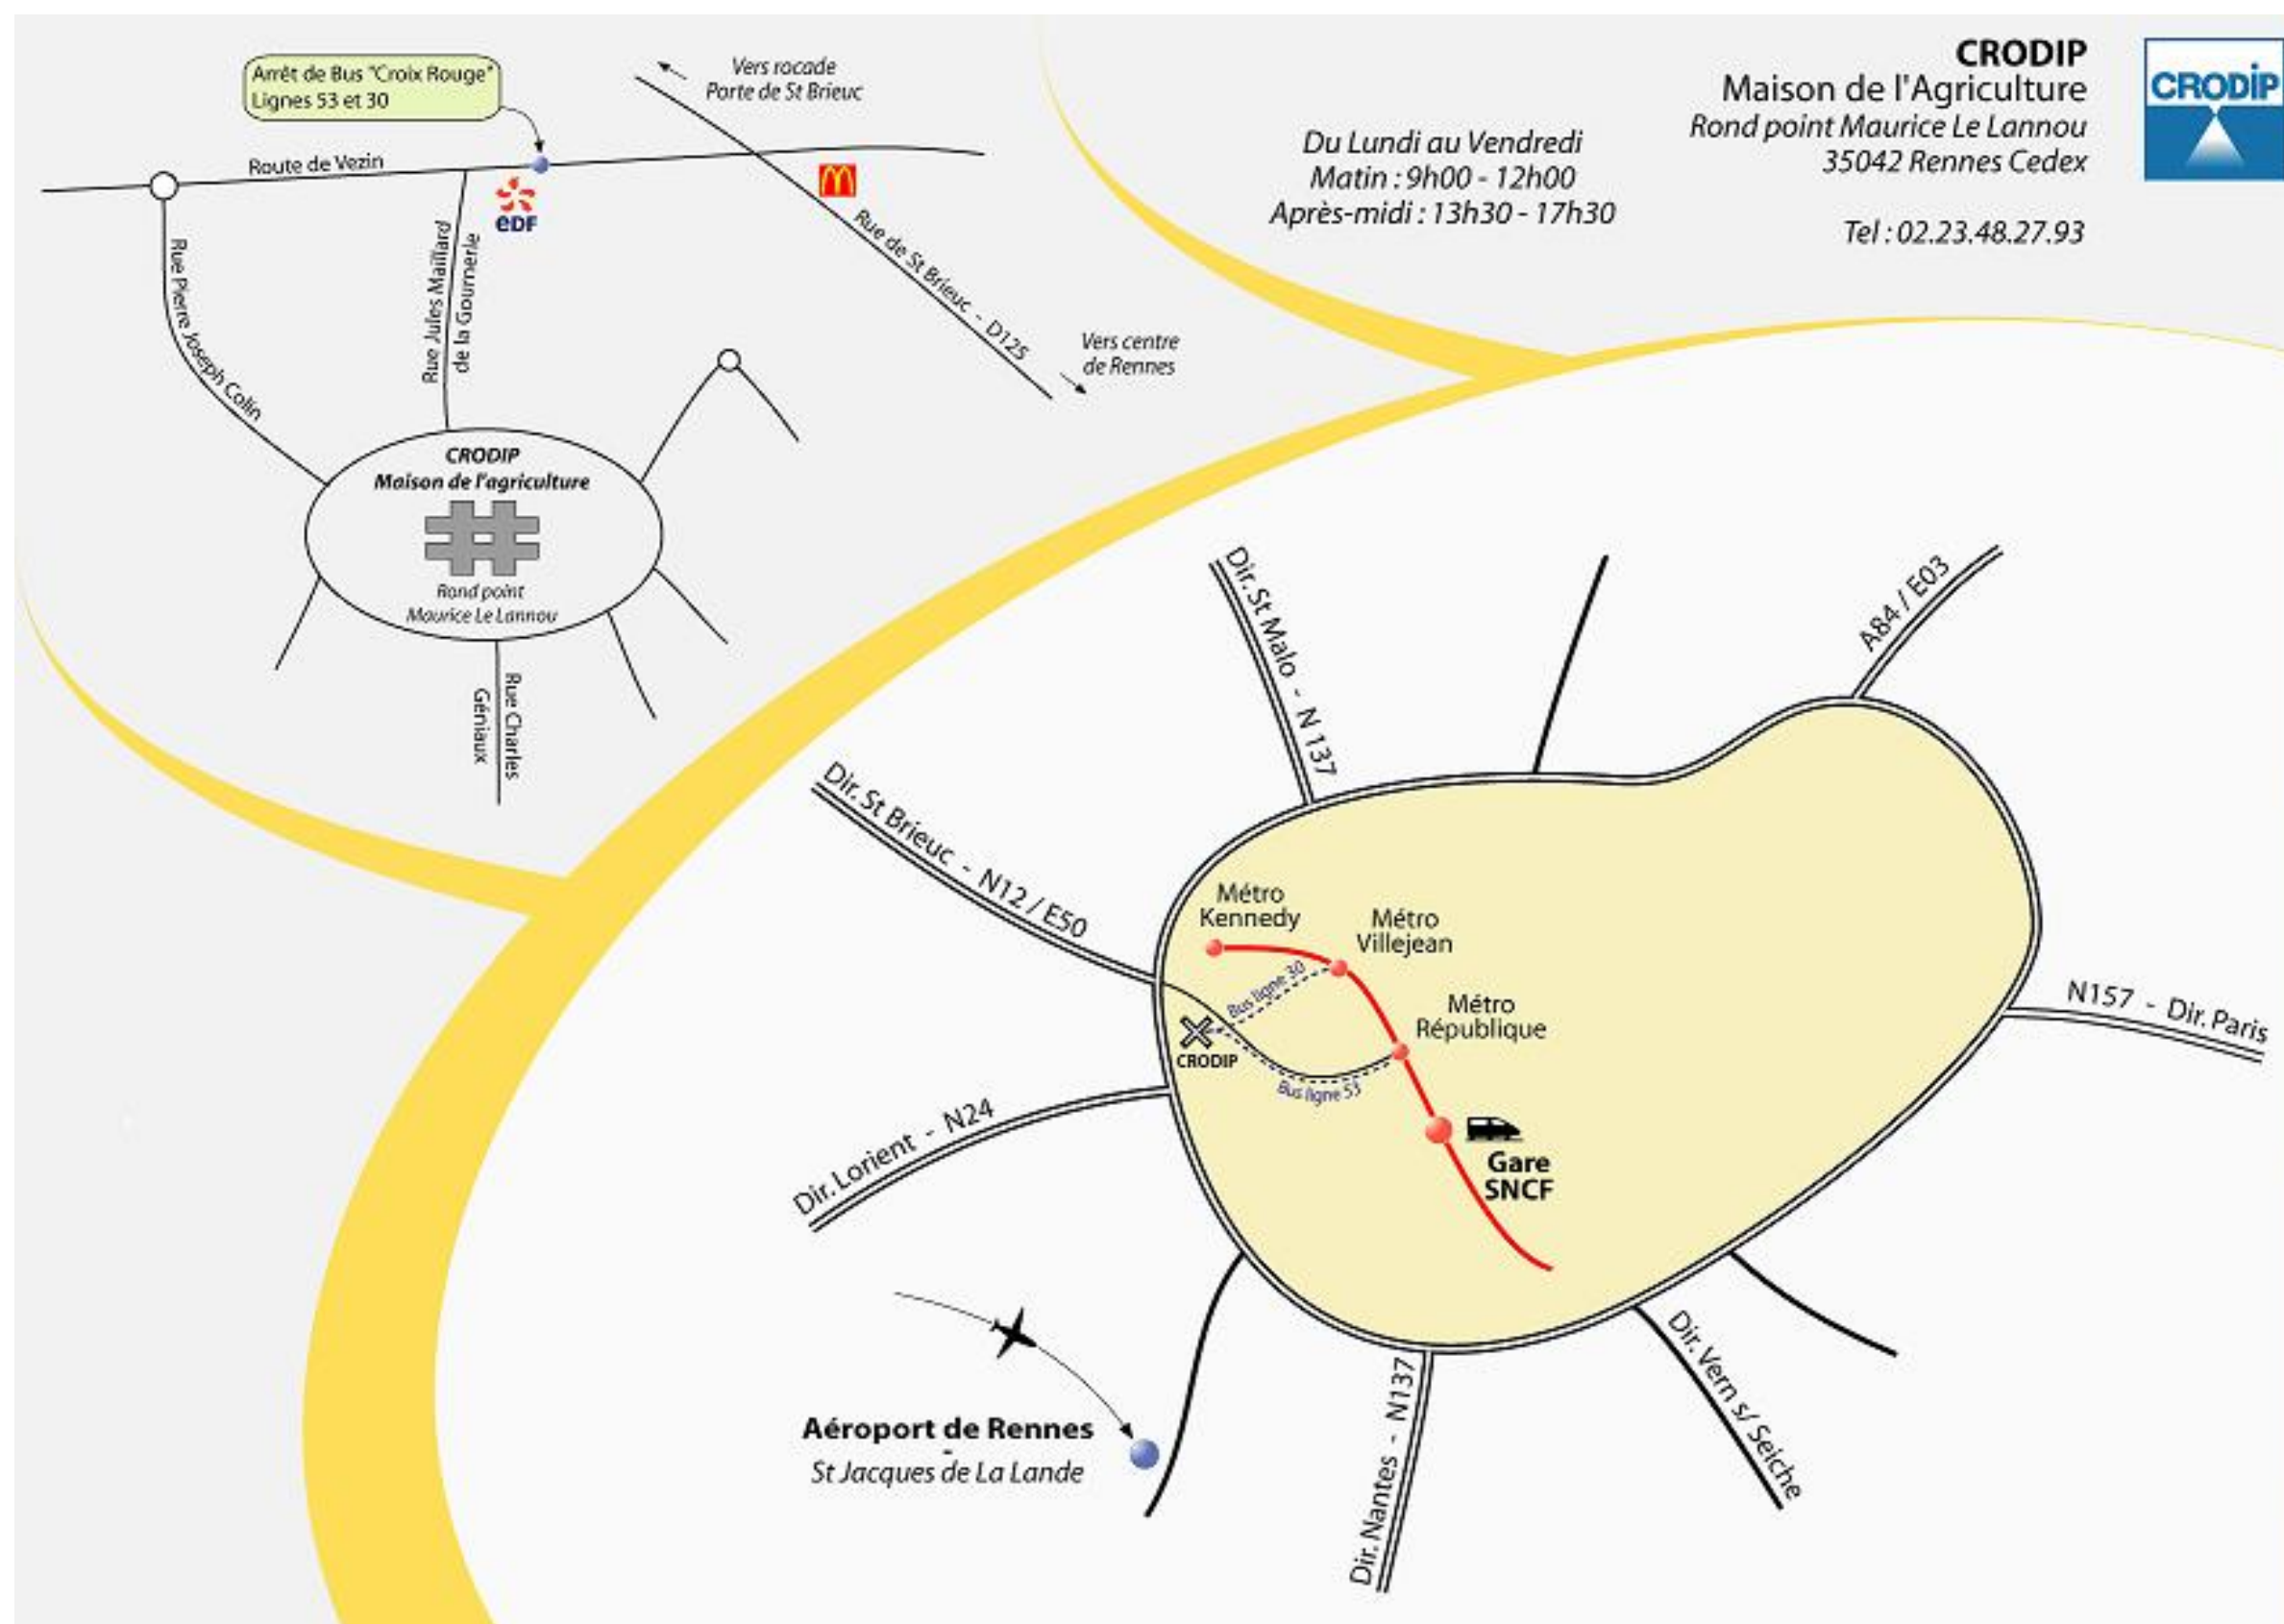 CRODIP
Maison de l'Agriculture
Rond point Maurice Le Lannou
35042 Rennes Cedex
Tel : 02.23.48.27.93
CRODIP
Du Lundi au Vendredi
Matin : 9h00 - 12h00
Après-midi : 13h30 - 17h30
Arrêt de Bus "Croix Rouge"
Lignes 53 et 30
Vers rocade
Porte de St Brieuc
Route de Vezin
eDF
Rue Pierre Joseph Colin
Rue Jules Maillard
de la Gournerie
Rue de St Brieuc - D125
Vers centre
de Rennes
CRODIP
Maison de l'agriculture
Rond point
Maurice Le Lannou
Rue Charles
Géniaux
Dir. St Malo - N 137
A84 / E03
Dir. St Brieuc - N12 / E50
Métro
Kennedy
Métro
Villejean
Bus ligne 30
Métro
République
CRODIP
Bus ligne 53
N157 - Dir. Paris
Dir. Lorient - N24
Gare
SNCF
Aéroport de Rennes
-
St Jacques de La Lande
Dir. Nantes - N137
Dir. Vern s/ Seiche